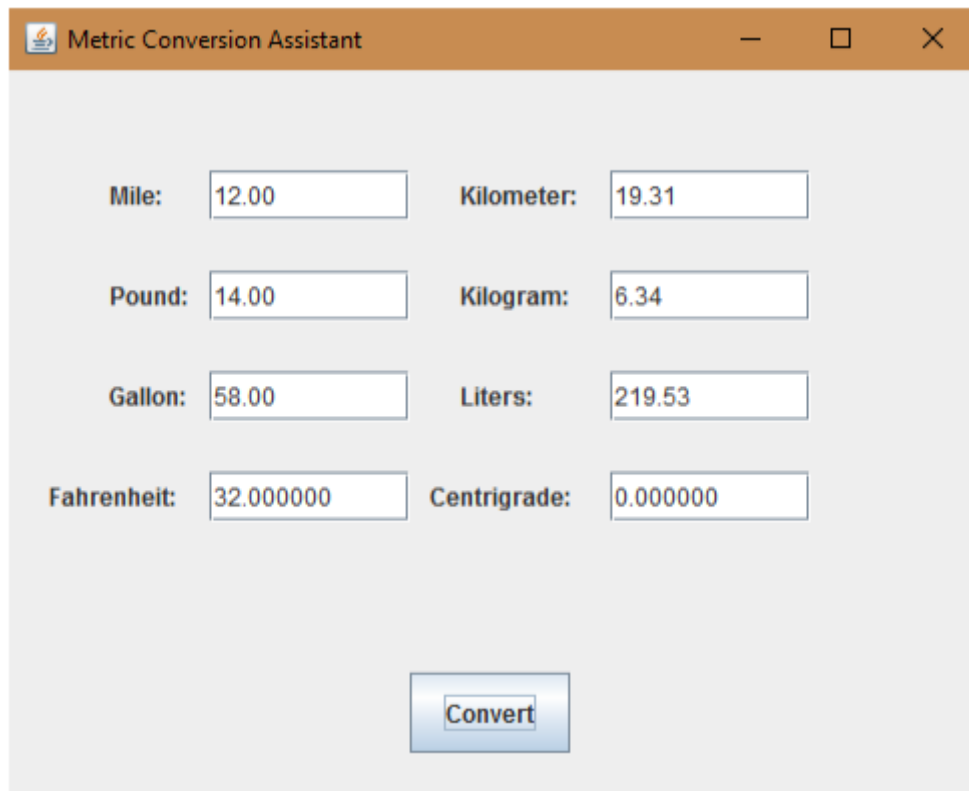 Metric Conversion Assistant
Mile: 12.00 Kilometer: 19.31
Pound: 14.00 Kilogram: 6.34
Gallon: 58.00 Liters: 219.53
Fahrenheit: 32.000000 Centrigrade: 0.000000
Convert